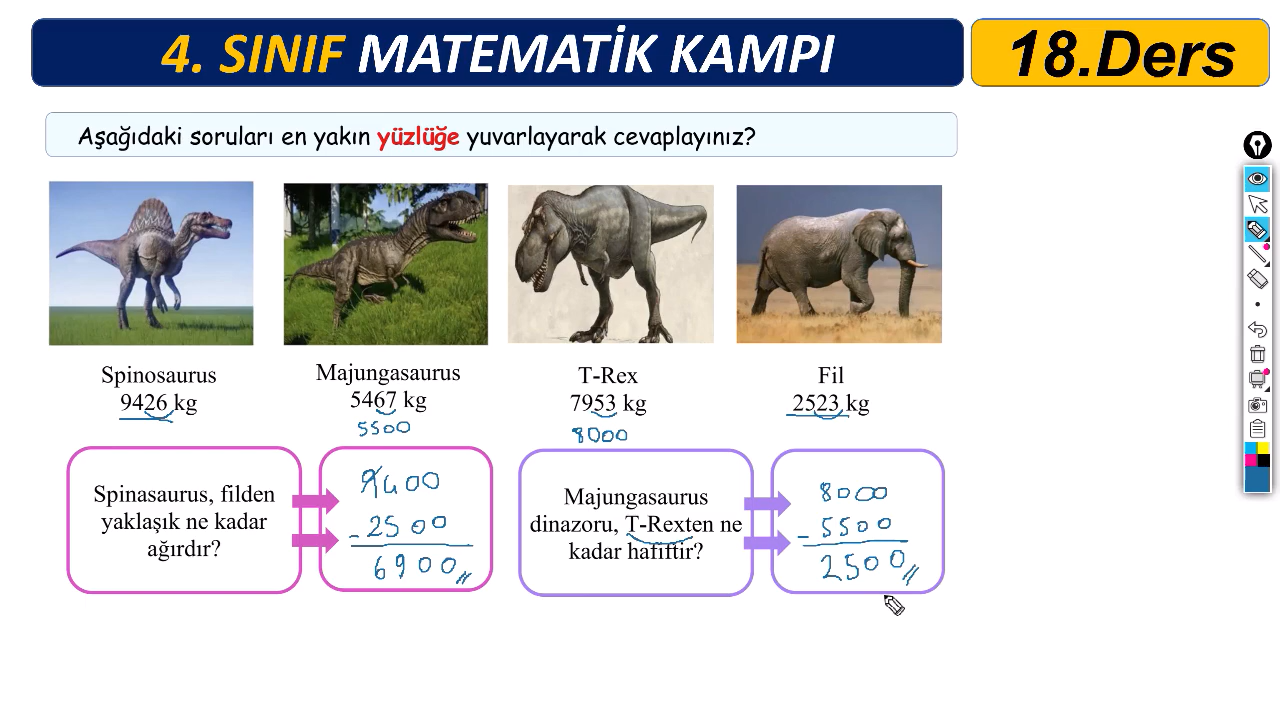 4. SINIF MATEMATİK KAMPI
18.Ders
Aşağıdaki soruları en yakın yüzlüğe yuvarlayarak cevaplayınız?
Spinosaurus
9426 kg
Majungasaurus
5467 kg
5500
T-Rex
7953 kg
8000
Fil
2523 kg
Spinasaurus, filden
yaklaşık ne kadar
ağırdır?
9400
- 2500
6900
Majungasaurus
dinazoru, T-Rexten ne
kadar hafiftir?
8000
- 5500
2500